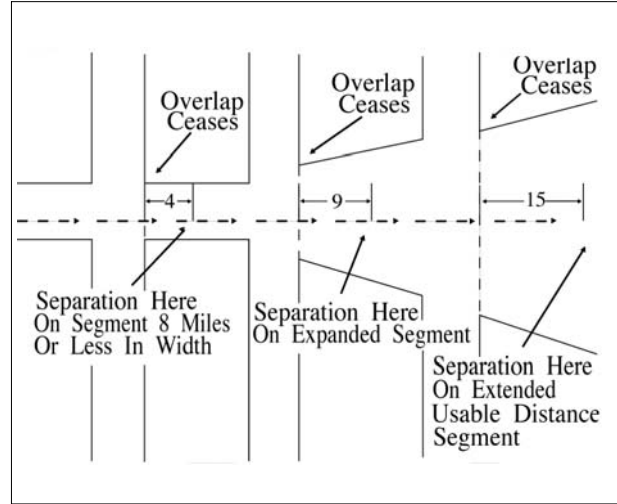 Overlap
Ceases
Overlap
Ceases
Overlap
Ceases
4
9
15
Separation Here
On Segment 8 Miles
Or Less In Width
Separation Here
On Expanded Segment
Separation Here
On Extended
Usable Distance
Segment